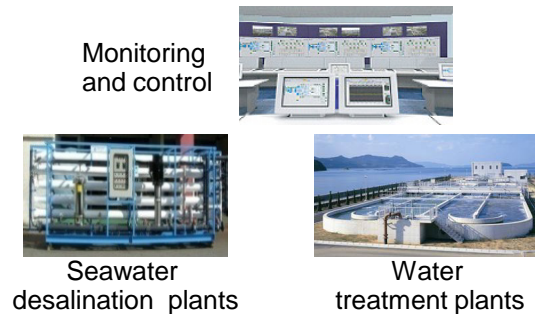 Monitoring
and control
Seawater
desalination plants
Water
treatment plants